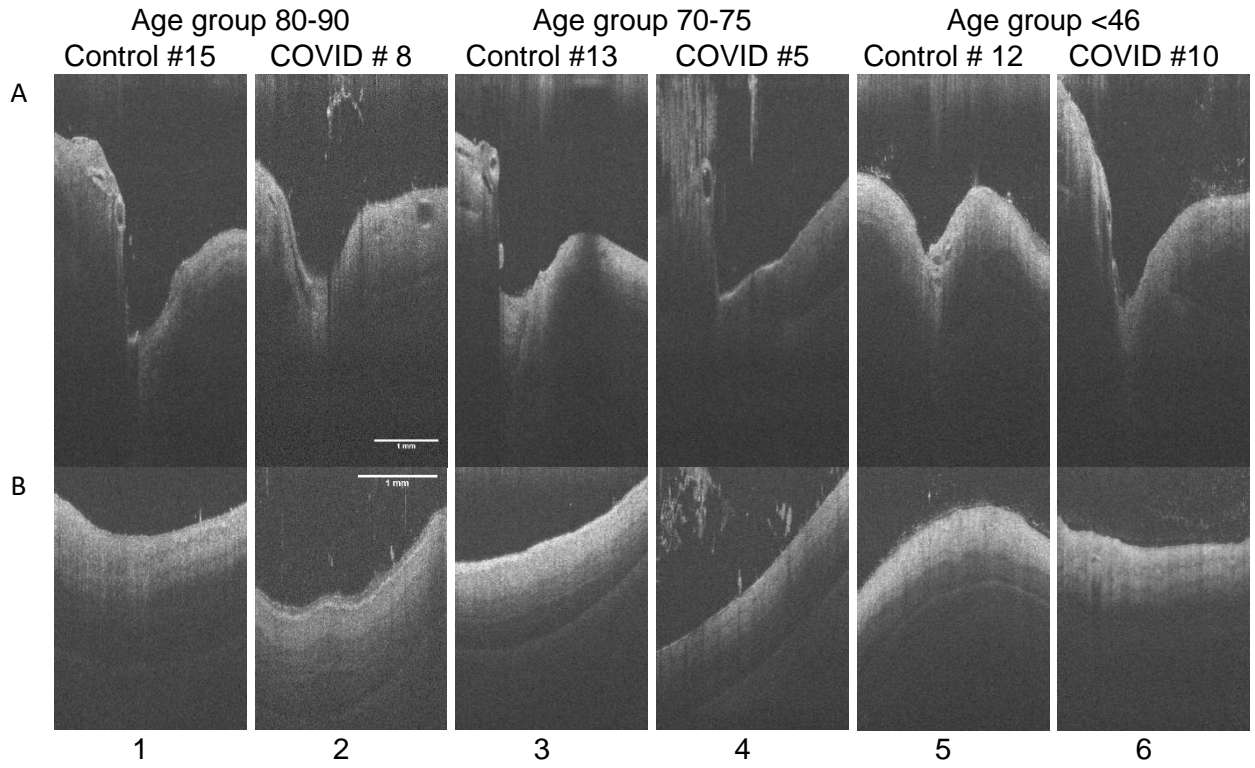 Age group 80-90 Age group 70-75 Age group <46
Control #15 COVID # 8 Control #13 COVID #5 Control # 12 COVID #10
A
1 mm
B
1 mm
1 2 3 4 5 6